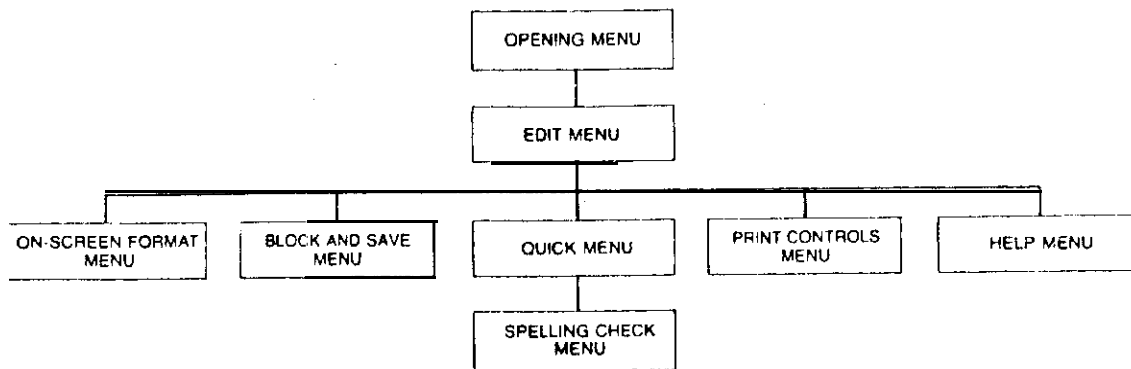 OPENING MENU
EDIT MENU
ON-SCREEN FORMAT
MENU
BLOCK AND SAVE
MENU
QUICK MENU
PRINT CONTROLS
MENU
HELP MENU
SPELLING CHECK
MENU